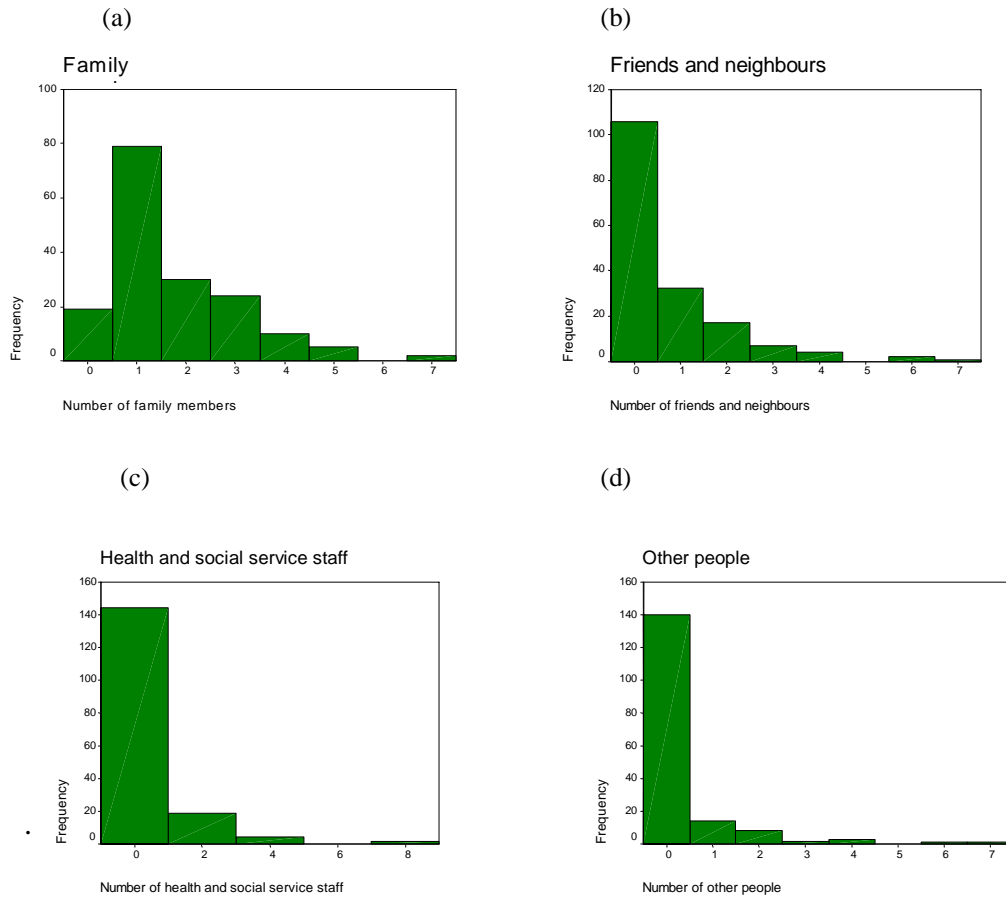 (a)
Family
100
80
60
40
20
0
Frequency
0 1 2 3 4 5 6 7
Number of family members
(b)
Friends and neighbours
120
100
80
60
40
20
0
Frequency
0 1 2 3 4 5 6 7
Number of friends and neighbours
(c)
Health and social service staff
160
140
120
100
80
60
40
20
0
Frequency
0 2 4 6 8
Number of health and social service staff
(d)
Other people
160
140
120
100
80
60
40
20
0
Frequency
0 1 2 3 4 5 6 7
Number of other people